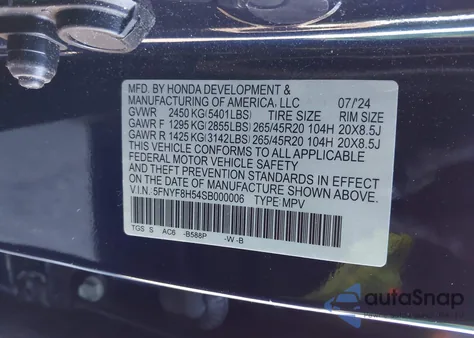 MFD. BY HONDA DEVELOPMENT &
MANUFACTURING OF AMERICA, LLC 07/'24
GVWR 2450 KG(5401LBS) TIRE SIZE RIM SIZE
GAWR F 1295 KG(2855LBS) 265/45R20 104H 20X8.5J
GAWR R 1425 KG(3142LBS) 265/45R20 104H 20X8.5J
THIS VEHICLE CONFORMS TO ALL APPLICABLE
FEDERAL MOTOR VEHICLE SAFETY
AND THEFT PREVENTION STANDARDS IN EFFECT
ON THE DATE OF MANUFACTURE SHOWN ABOVE.
V.I.N. 5FNYF8H54SB000006 TYPE MPV
TGS S AC6 -B588P -W -B
autoSnap